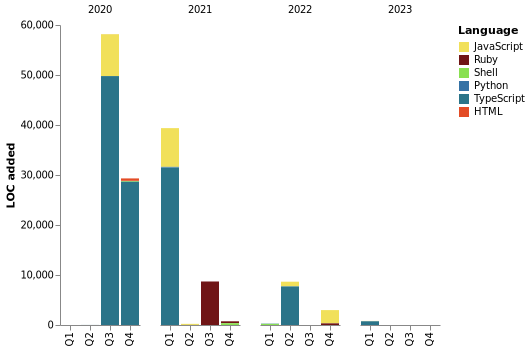 2020 2021 2022 2023
Language
JavaScript
Ruby
Shell
Python
TypeScript
HTML
LOC added
60,000
50,000
40,000
30,000
20,000
10,000
0
Q1 Q2 Q3 Q4 Q1 Q2 Q3 Q4 Q1 Q2 Q3 Q4 Q1 Q2 Q3 Q4